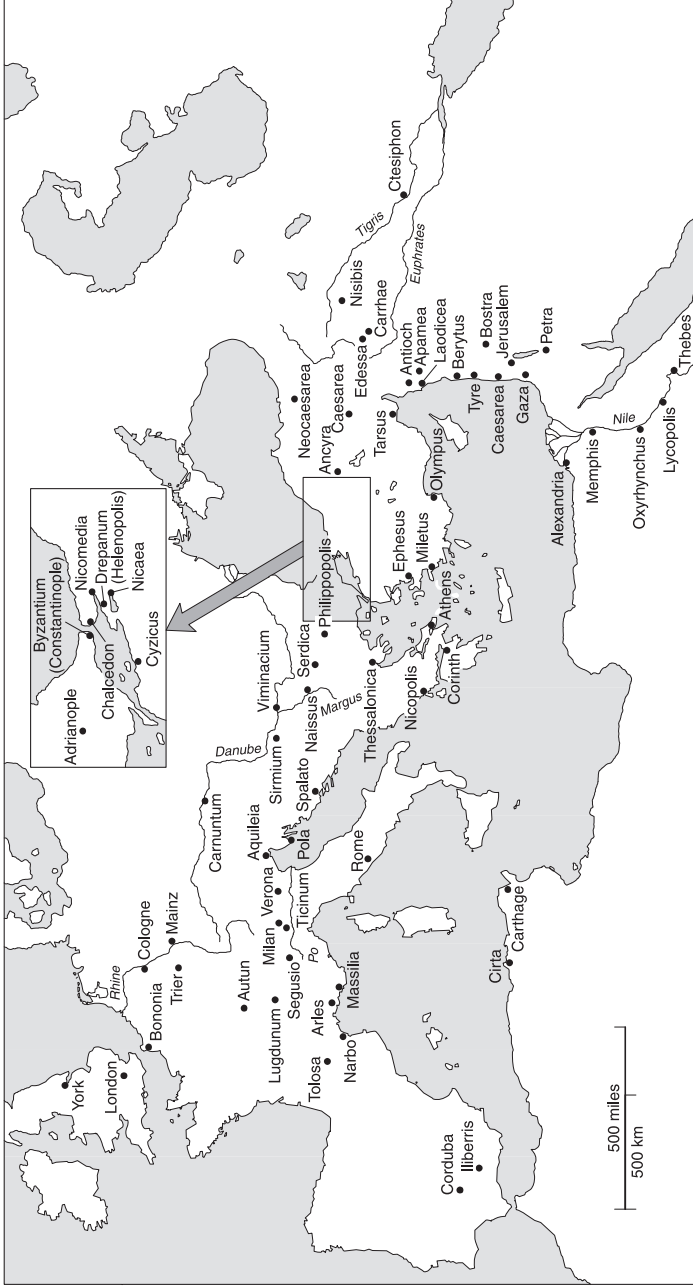 Byzantium
(Constantinople)
Adrianople
Chalcedon
Nicomedia
Drepanum
(Helenopolis)
Nicaea
Cyzicus
York
London
Rhine
Bononia
Cologne
Mainz
Trier
Autun
Lugdunum
Segusio
Milan
Verona
Ticinum
Po
Aquileia
Pola
Arles
Massilia
Tolosa
Narbo
Corduba
Iliberris
Rome
Carnuntum
Danube
Sirmium
Spalato
Viminacium
Naissus
Margus
Serdica
Philippopolis
Thessalonica
Nicopolis
Corinth
Athens
Ephesus
Miletus
Olympus
Ancyra
Neocaesarea
Caesarea
Tarsus
Edessa
Carrhae
Nisibis
Tigris
Euphrates
Ctesiphon
Antioch
Apamea
Laodicea
Berytus
Tyre
Bostra
Jerusalem
Caesarea
Gaza
Petra
Alexandria
Memphis
Nile
Oxyrhynchus
Lycopolis
Thebes
Cirta
Carthage
500 miles
500 km